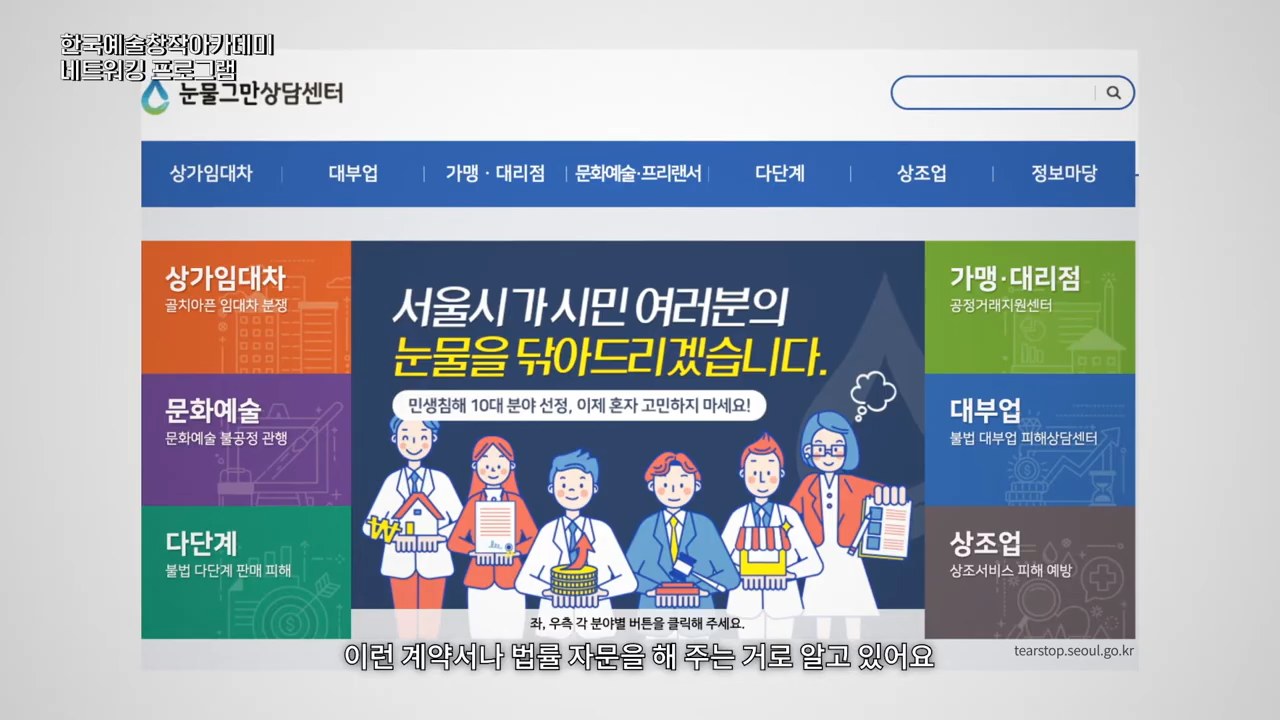 한국예술창작아카데미
네트워킹 프로그램
눈물그만상담센터
상가임대차
대부업
가맹 · 대리점
문화예술·프리랜서
다단계
상조업
정보마당
상가임대차
골치아픈 임대차 분쟁
문화예술
문화예술 불공정 관행
다단계
불법 다단계 판매 피해
서울시가 시민 여러분의
눈물을 닦아드리겠습니다.
민생침해 10대 분야 선정, 이제 혼자 고민하지 마세요!
좌, 우측 각 분야별 버튼을 클릭해 주세요.
가맹·대리점
공정거래지원센터
대부업
불법 대부업 피해상담센터
상조업
상조서비스 피해 예방
tearstop.seoul.go.kr
이런 계약서나 법률 자문을 해 주는 거로 알고 있어요